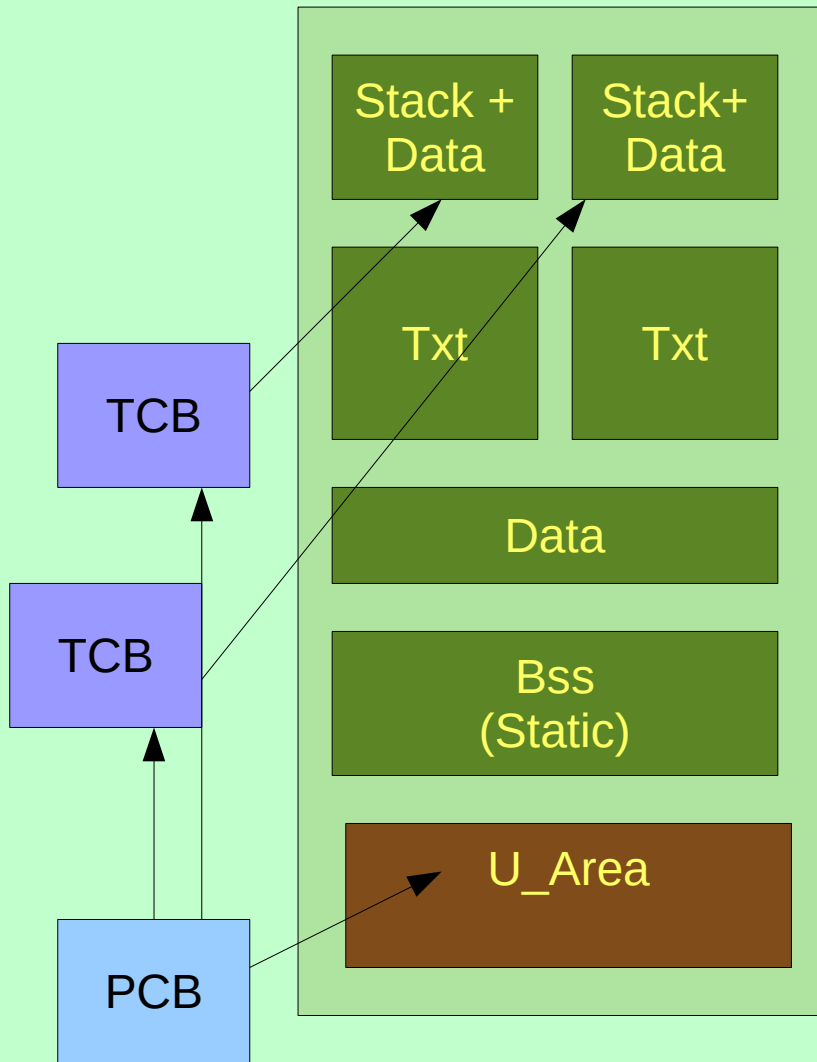 Stack +
Data
Stack+
Data
Txt
Txt
TCB
Data
TCB
Bss
(Static)
U_Area
PCB